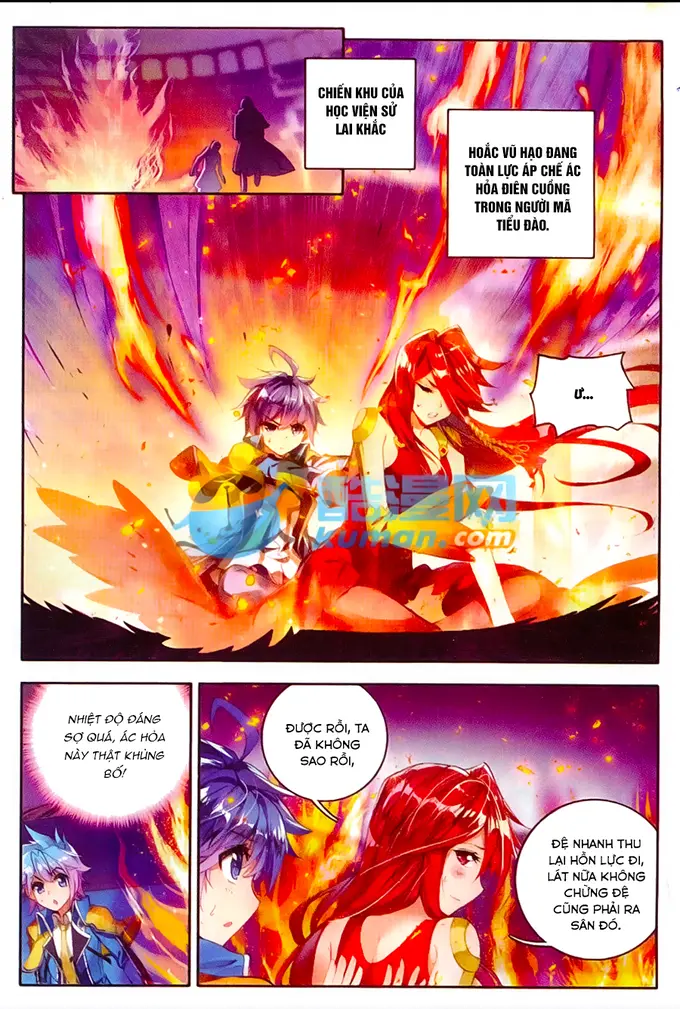 CHIẾN KHU CỦA
HỌC VIỆN SỬ
LAI KHẮC
HOẮC VŨ HẠO ĐANG
TOÀN LỰC ÁP CHẾ ÁC
HỎA ĐIÊN CUỒNG
TRONG NGƯỜI MÃ
TIỂU ĐÀO.
Ư...
酷漫网
kuman.com
NHIỆT ĐỘ ĐÁNG
SỢ QUÁ, ÁC HỎA
NÀY THẬT KHỦNG
BỐ!
ĐƯỢC RỒI, TA
ĐÃ KHÔNG
SAO RỒI,
ĐỆ NHANH THU
LẠI HỒN LỰC ĐI,
LÁT NỮA KHÔNG
CHỪNG ĐỆ
CŨNG PHẢI RA
SÂN ĐÓ.